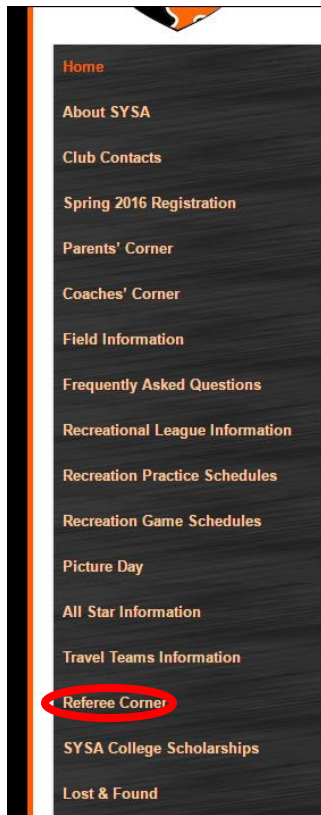 Home
About SYSA
Club Contacts
Spring 2016 Registration
Parents' Corner
Coaches' Corner
Field Information
Frequently Asked Questions
Recreational League Information
Recreation Practice Schedules
Recreation Game Schedules
Picture Day
All Star Information
Travel Teams Information
Referee Corner
SYSA College Scholarships
Lost & Found